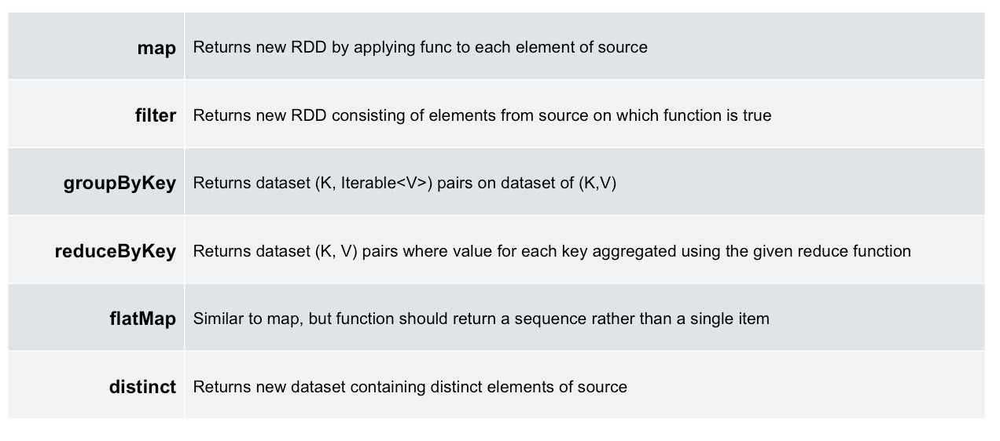 map Returns new RDD by applying func to each element of source
filter Returns new RDD consisting of elements from source on which function is true
groupByKey Returns dataset (K, Iterable<V>) pairs on dataset of (K,V)
reduceByKey Returns dataset (K, V) pairs where value for each key aggregated using the given reduce function
flatMap Similar to map, but function should return a sequence rather than a single item
distinct Returns new dataset containing distinct elements of source